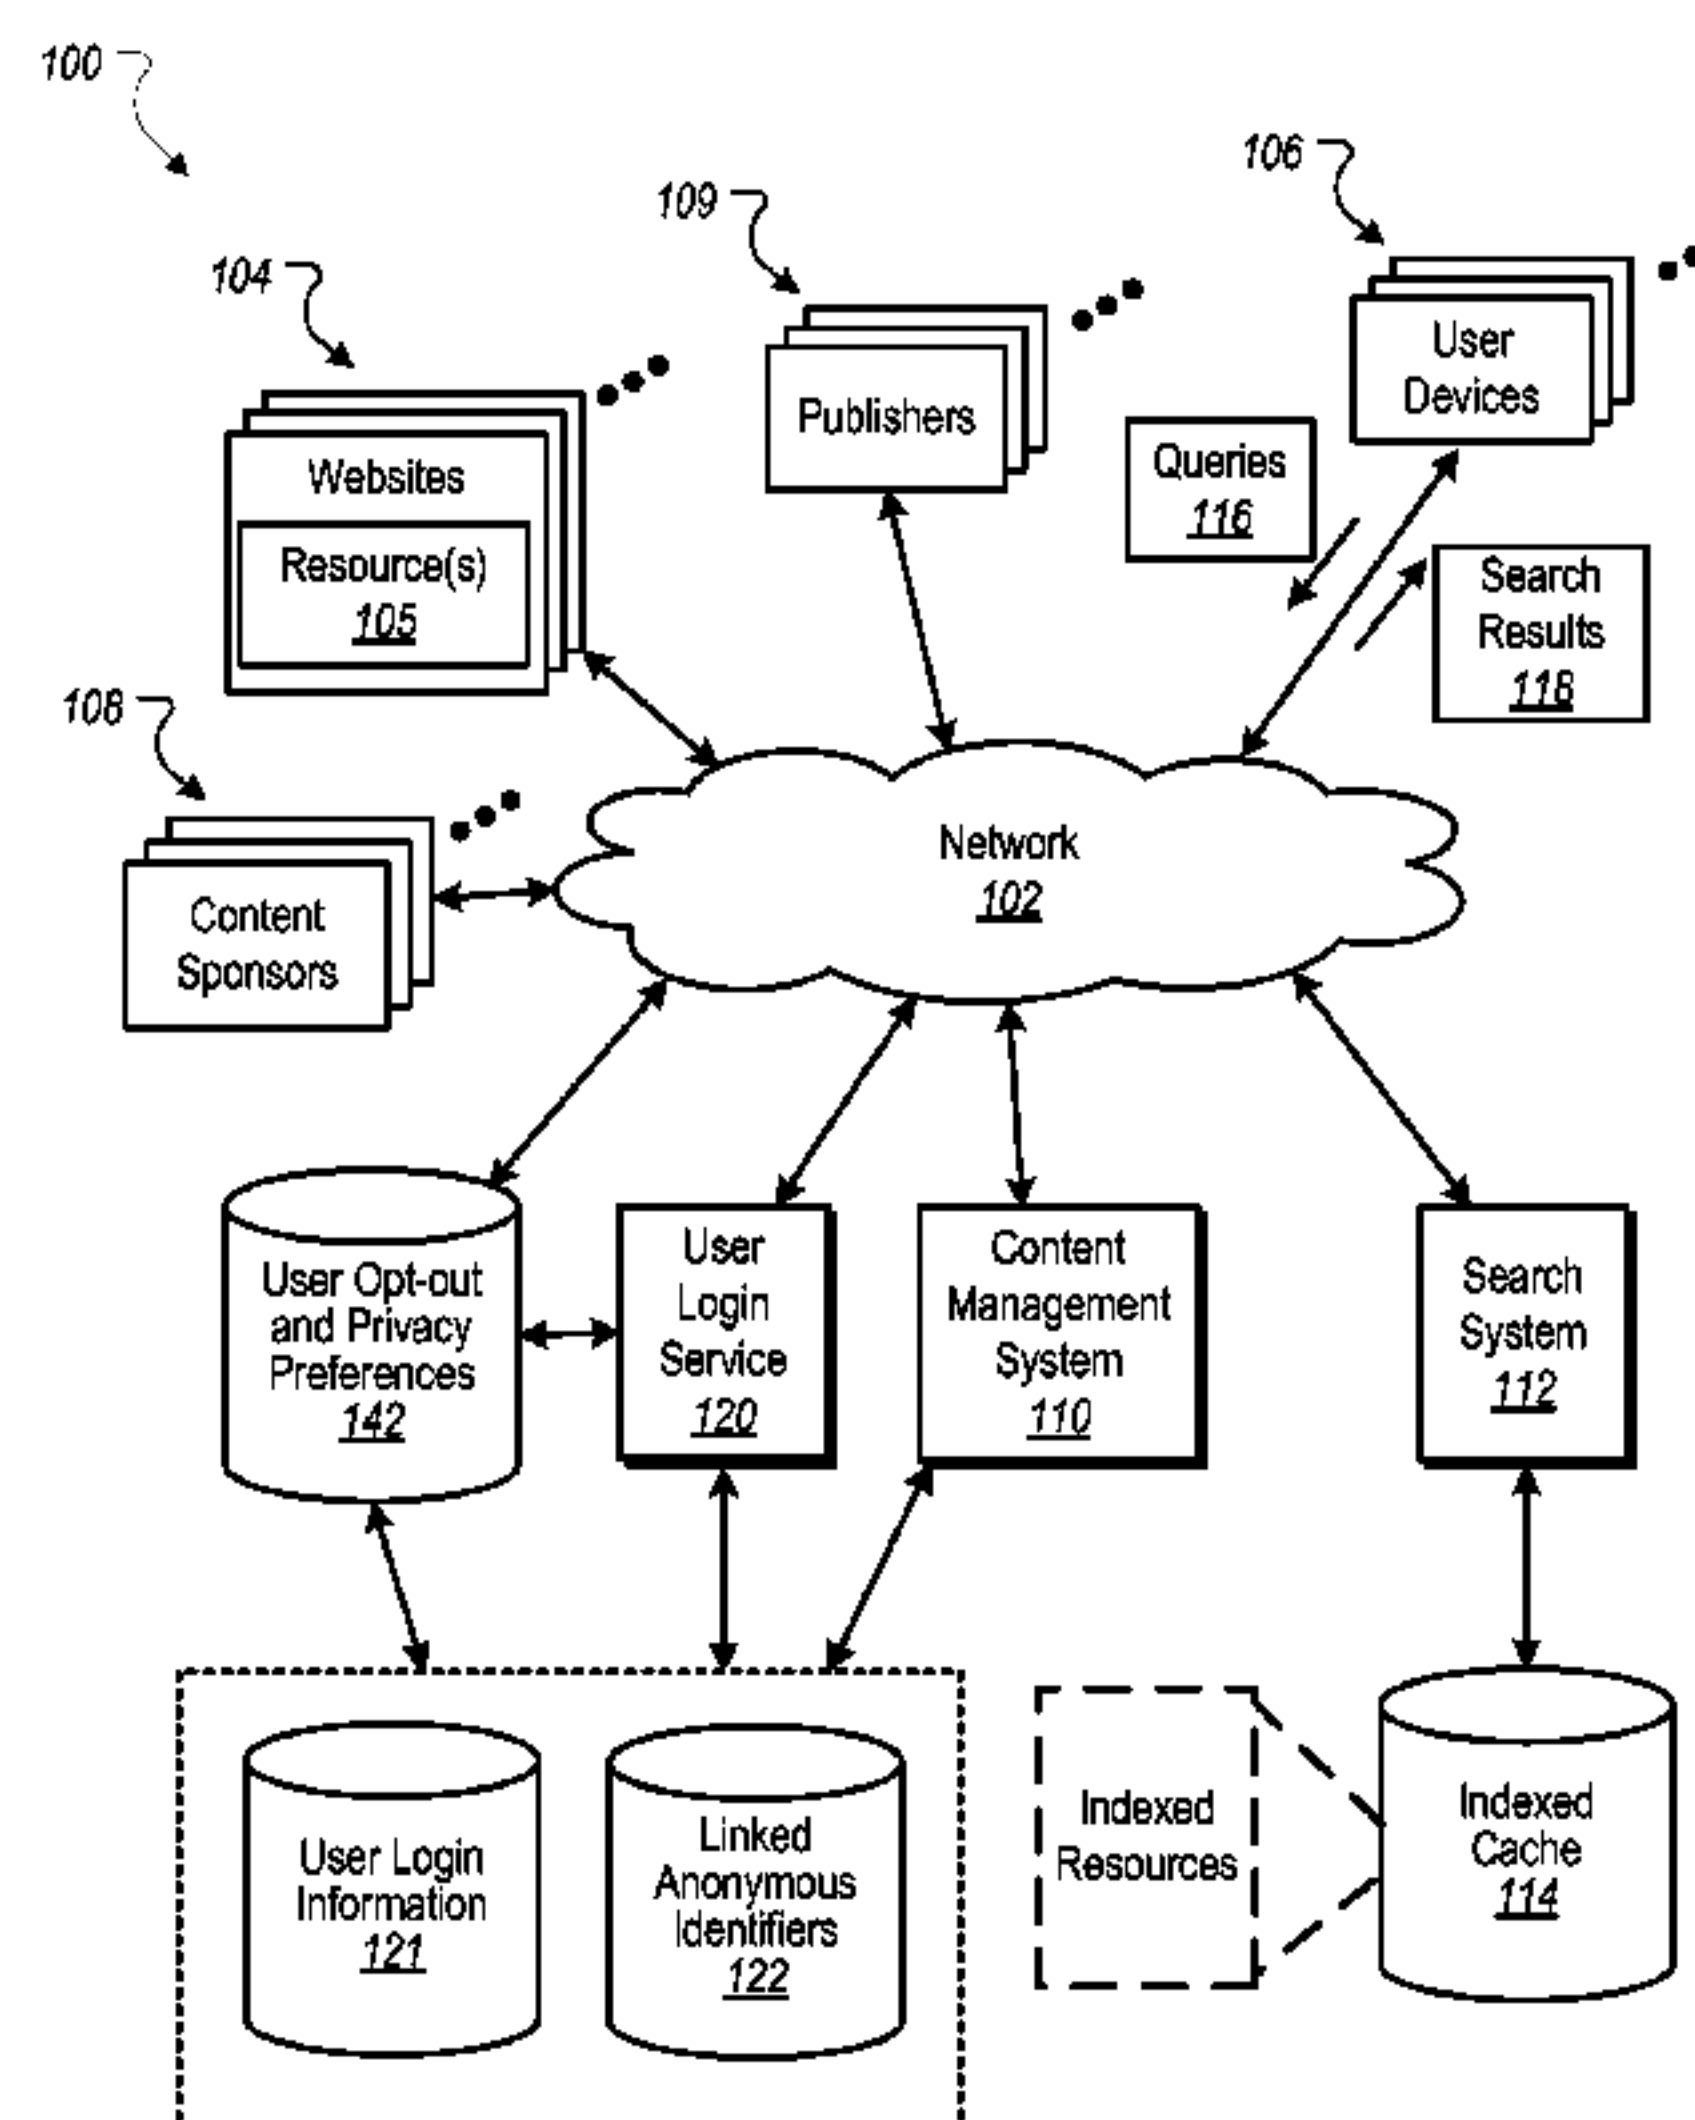 100
106
109
104
User
Devices
Publishers
Queries
116
Websites
Resource(s)
105
Search
Results
118
108
Network
102
Content
Sponsors
User Opt-out
and Privacy
Preferences
142
User
Login
Service
120
Content
Management
System
110
Search
System
112
User Login
Information
121
Linked
Anonymous
Identifiers
122
Indexed
Resources
Indexed
Cache
114